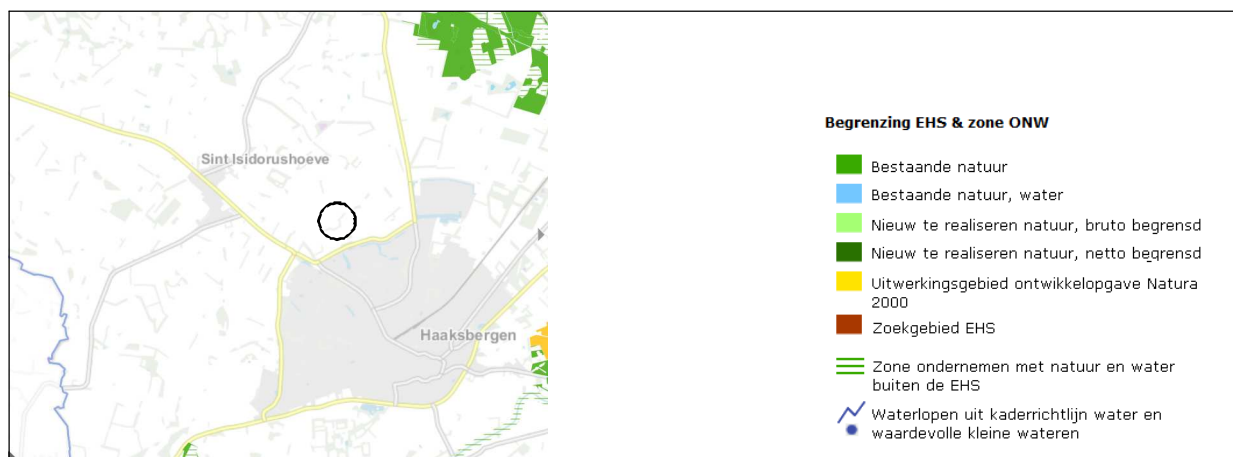 Sint Isidorushoeve
Haaksbergen
Begrenzing EHS & zone ONW
Bestaande natuur
Bestaande natuur, water
Nieuw te realiseren natuur, bruto begrensd
Nieuw te realiseren natuur, netto begrensd
Uitwerkingsgebied ontwikkelopgave Natura
2000
Zoekgebied EHS
Zone ondernemen met natuur en water
buiten de EHS
Waterlopen uit kaderrichtlijn water en
waardevolle kleine wateren